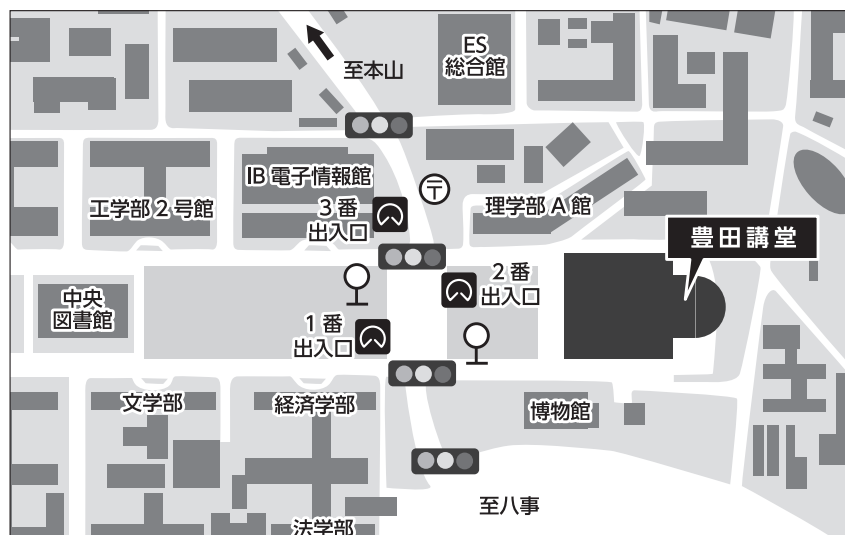 至本山
ES
総合館
IB 電子情報館
工学部2号館
3番
出入口
〒
理学部A館
豊田講堂
2番
出入口
中央
図書館
1番
出入口
文学部
経済学部
博物館
至八事
法学部